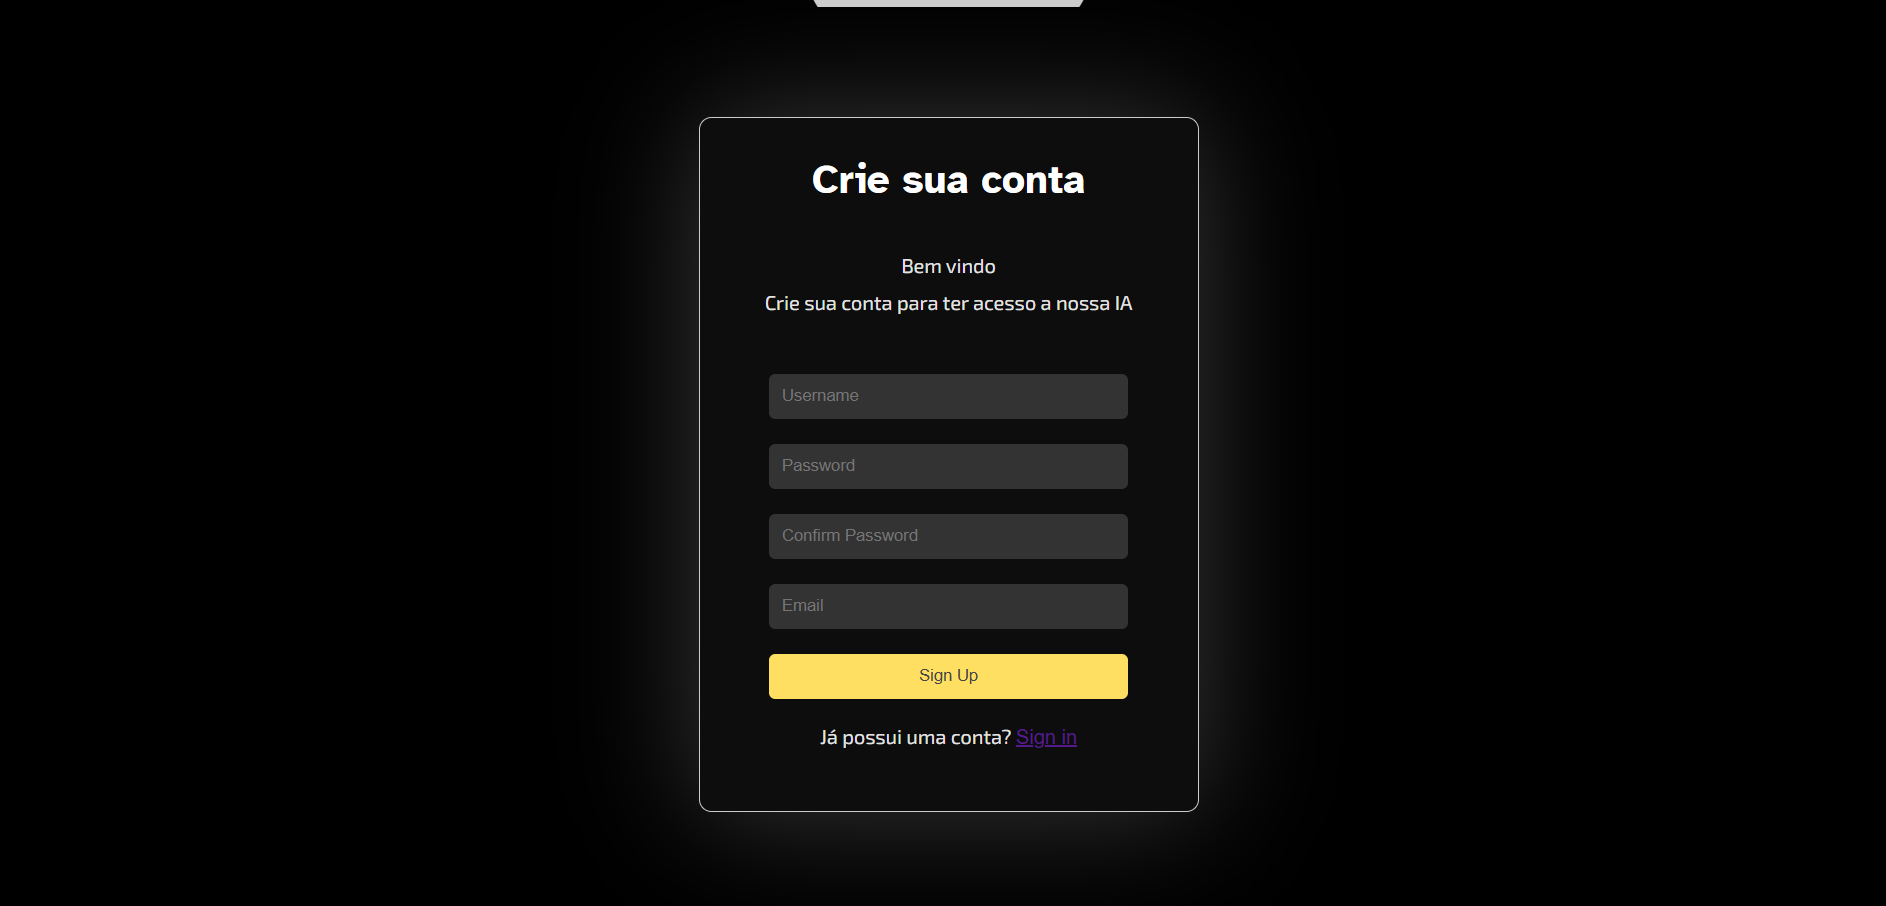 Crie sua conta
Bem vindo
Crie sua conta para ter acesso a nossa IA
Username
Password
Confirm Password
Email
Sign Up
Já possui uma conta? Sign in